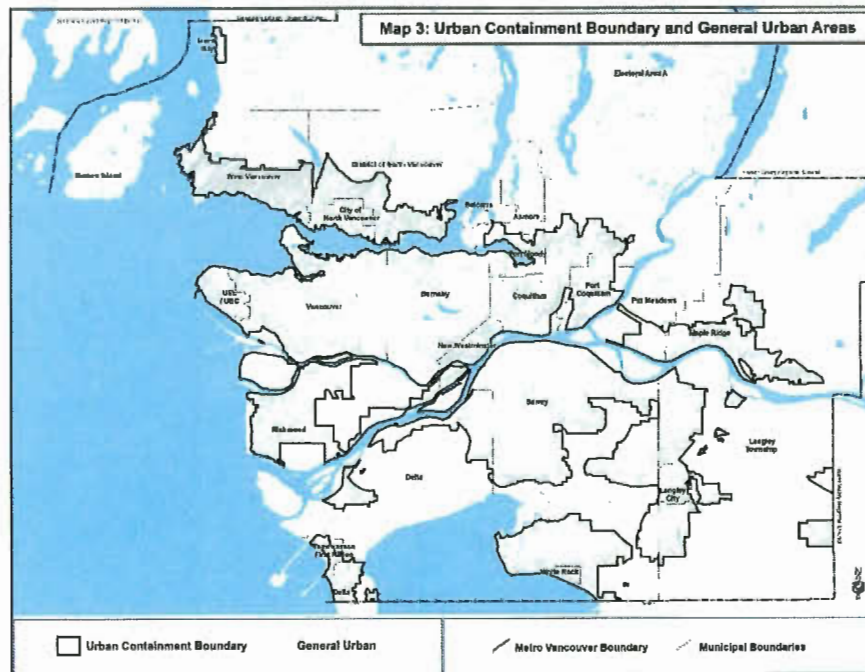 Map 3: Urban Containment Boundary and General Urban Areas
Electoral Area A
Bowen Island
West Vancouver
District of North Vancouver
City of
North Vancouver
Belcarra
Anmore
Port Moody
UEL
/ UBC
Vancouver
Burnaby
Coquitlam
Port
Coquitlam
Pitt Meadows
Maple Ridge
New Westminster
Richmond
Surrey
Delta
Langley
Township
Langley
City
Tsawwassen
First Nation
Delta
White Rock
Urban Containment Boundary
General Urban
Metro Vancouver Boundary
Municipal Boundaries